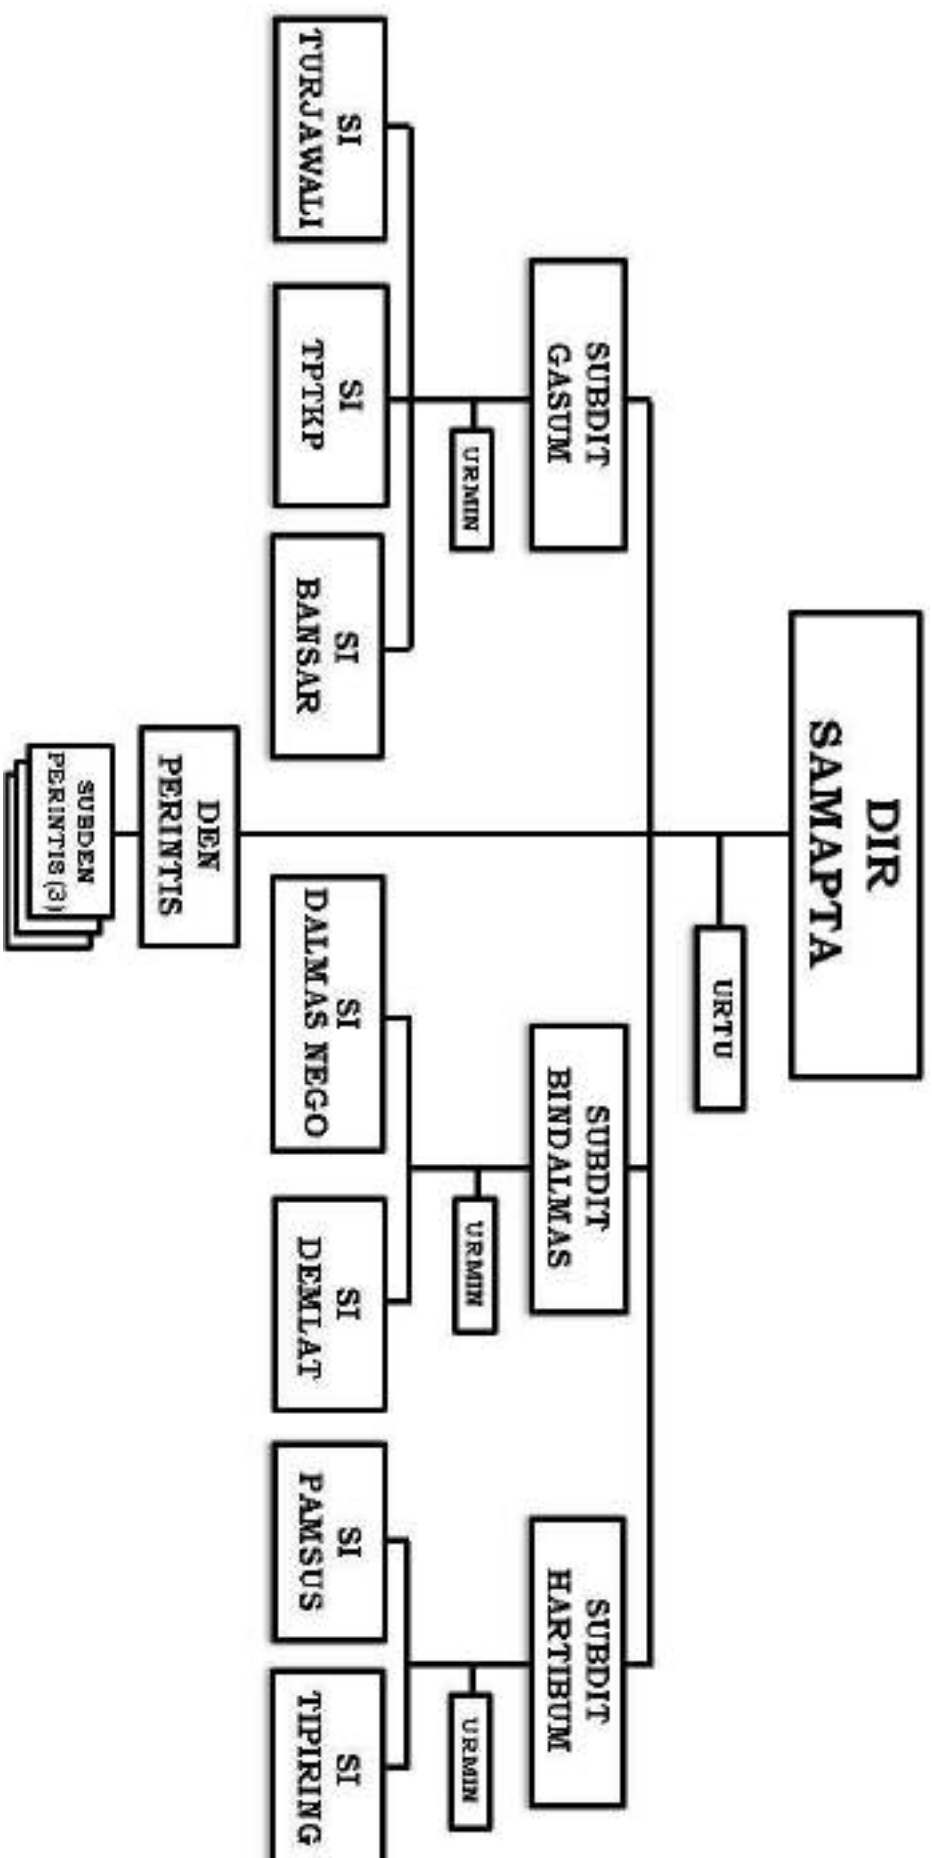 DIR
SAMAPTA
URTU
SUBDIT
GASUM
SUBDIT
BINDALMAS
SUBDIT
HARTIBUM
URMIN
URMIN
URMIN
SI
TURJAWALI
SI
TPTKP
SI
BANSAR
SI
DALMAS NEGO
SI
DEMLAT
SI
PAMSUS
SI
TIPIRING
DEN
PERINTIS
SUBDEN
PERINTIS (3)